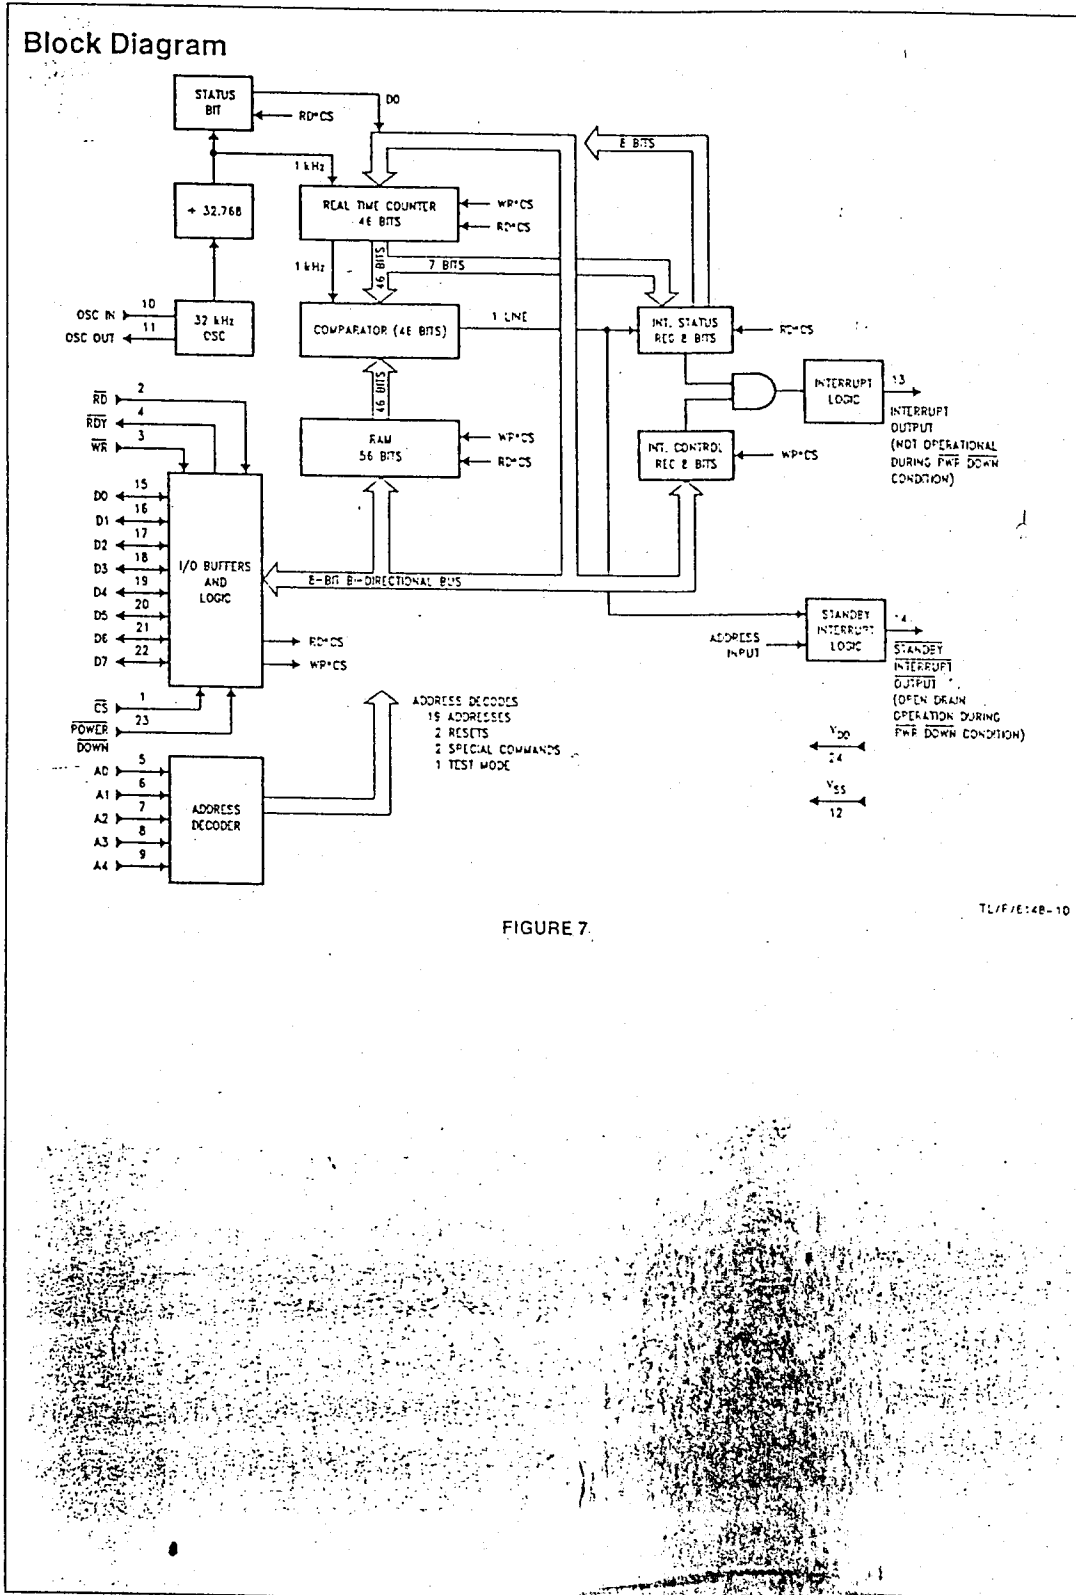 Block Diagram
STATUS
BIT
D0
RD*CS
8 BITS
1 kHz
÷ 32.768
REAL TIME COUNTER
46 BITS
WR*CS
RD*CS
1 kHz
46 BITS
7 BITS
OSC IN
10
OSC OUT
11
32 kHz
OSC
COMPARATOR (46 BITS)
1 LINE
INT. STATUS
REG 8 BITS
RD*CS
46 BITS
INTERRUPT
LOGIC
13
INTERRUPT
OUTPUT
(NOT OPERATIONAL
DURING PWR DOWN
CONDITION)
RD
2
RDY
4
WR
3
RAM
56 BITS
WR*CS
RD*CS
INT. CONTROL
REG 8 BITS
WR*CS
D0
15
D1
16
D2
17
D3
18
D4
19
D5
20
D6
21
D7
22
I/O BUFFERS
AND
LOGIC
8-BIT BI-DIRECTIONAL BUS
RD*CS
WR*CS
ADDRESS
INPUT
STANDBY
INTERRUPT
LOGIC
14
STANDBY
INTERRUPT
OUTPUT
(OPEN DRAIN
OPERATION DURING
PWR DOWN CONDITION)
CS
1
POWER
DOWN
23
ADDRESS DECODES
19 ADDRESSES
2 RESETS
2 SPECIAL COMMANDS
1 TEST MODE
VDD
24
VSS
12
A0
5
A1
6
A2
7
A3
8
A4
9
ADDRESS
DECODER
TL/F/6148-10
FIGURE 7.